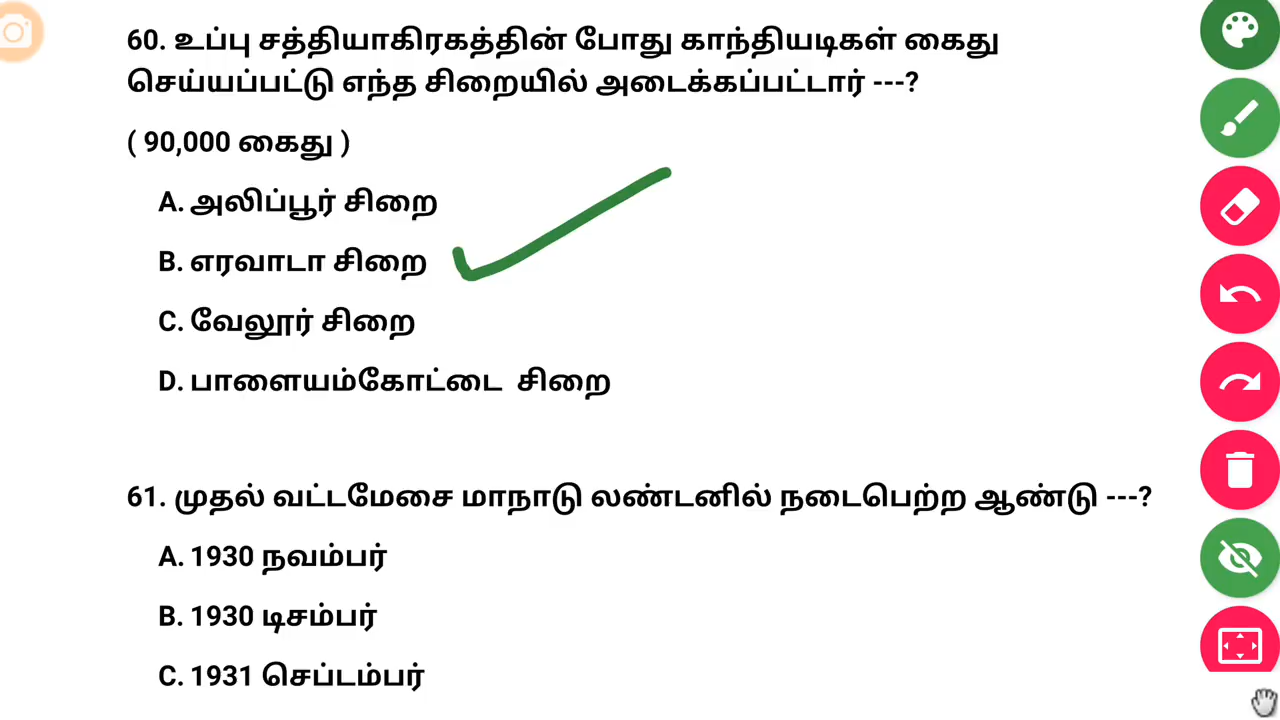 60. உப்பு சத்தியாகிரகத்தின் போது காந்தியடிகள் கைது
செய்யப்பட்டு எந்த சிறையில் அடைக்கப்பட்டார் ---?
( 90,000 கைது )
A. அலிப்பூர் சிறை
B. எரவாடா சிறை
C. வேலூர் சிறை
D. பாளையம்கோட்டை  சிறை
61. முதல் வட்டமேசை மாநாடு லண்டனில் நடைபெற்ற ஆண்டு ---?
A. 1930 நவம்பர்
B. 1930 டிசம்பர்
C. 1931 செப்டம்பர்